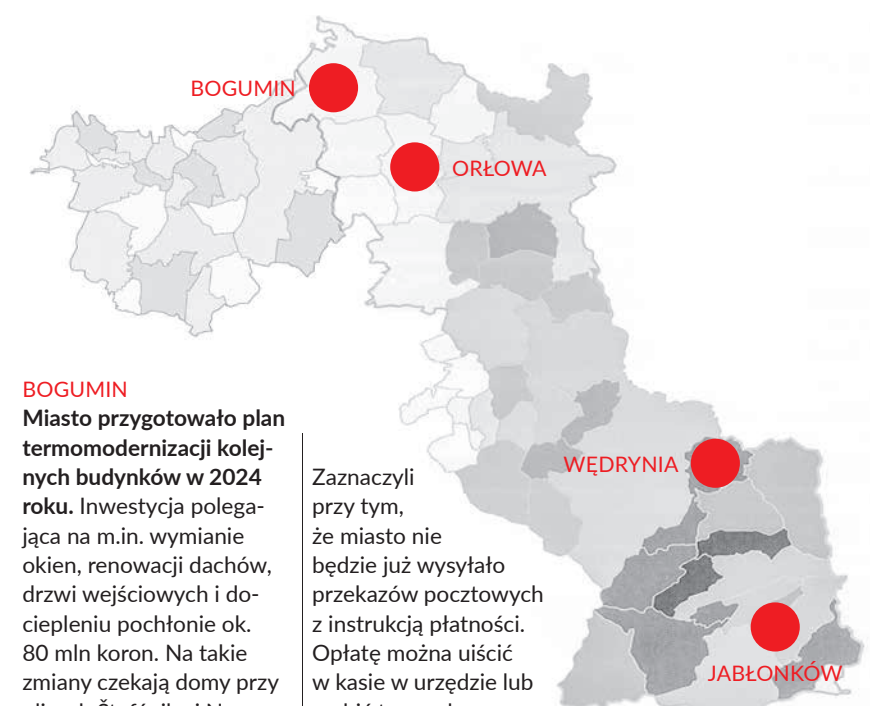 BOGUMIN
ORŁOWA
WĘDRYNIA
JABŁONKÓW
BOGUMIN
Miasto przygotowało plan
termomodernizacji kolej-
nych budynków w 2024
roku. Inwestycja polega-
jąca na m.in. wymianie
okien, renowacji dachów,
drzwi wejściowych i do-
ciepleniu pochłonie ok.
80 mln koron. Na takie
zmiany czekają domy przy
Zaznaczyli
przy tym,
że miasto nie
będzie już wysyłało
przekazów pocztowych
z instrukcją płatności.
Opłatę można uiścić
w kasie w urzędzie lub